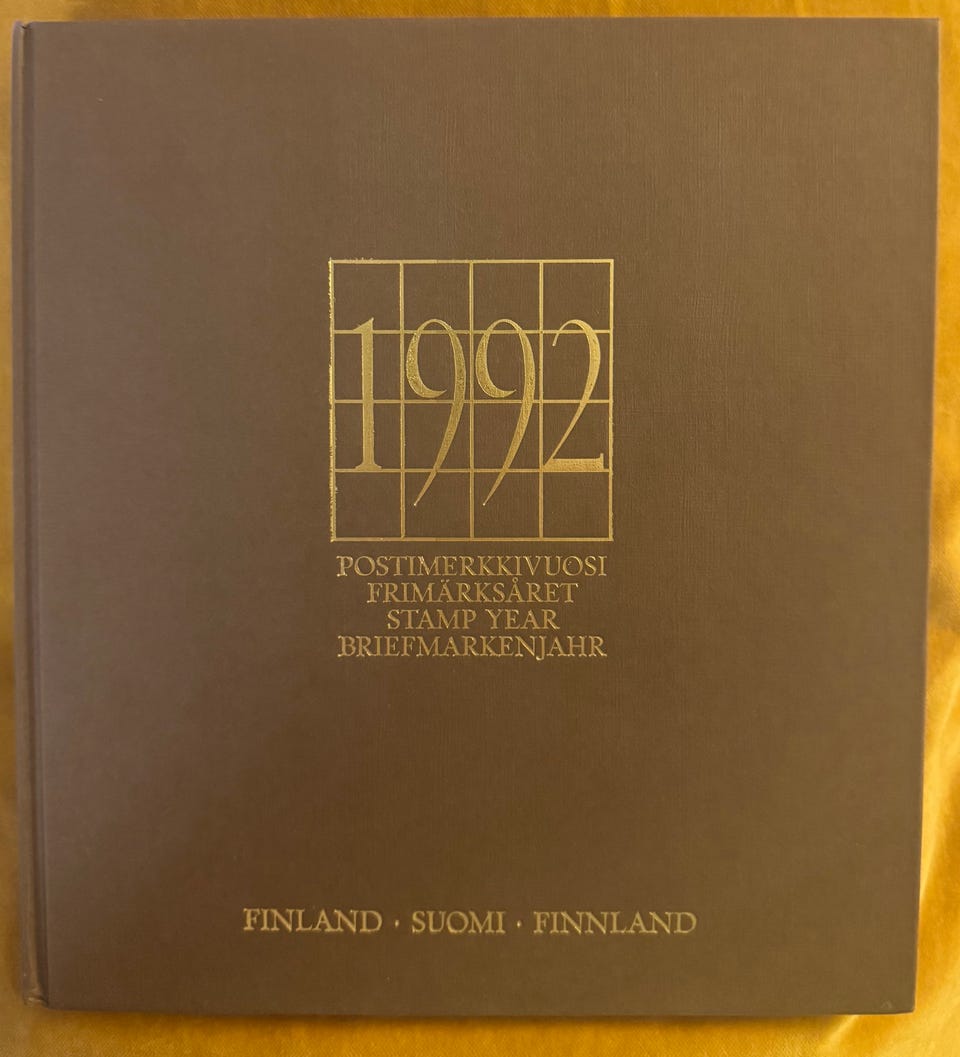 1992
POSTIMERKKIVUOSI
FRIMÄRKSÅRET
STAMP YEAR
BRIEFMARKENJAHR
FINLAND · SUOMI · FINNLAND